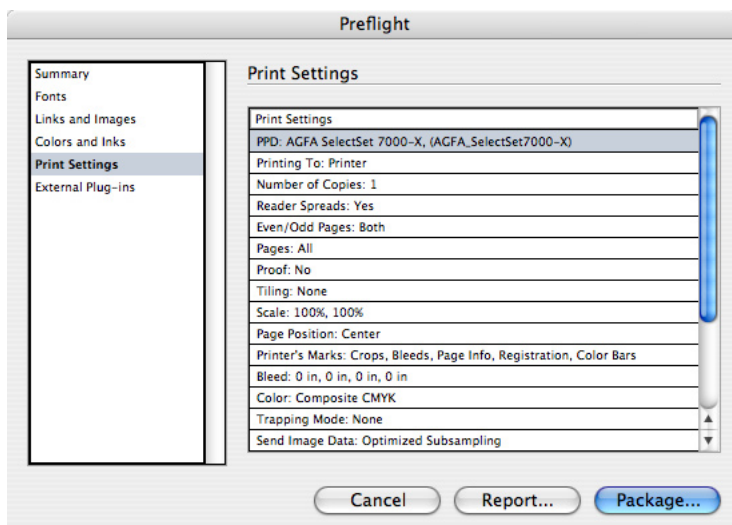 Preflight
Summary
Fonts
Links and Images
Colors and Inks
Print Settings
External Plug-ins
Print Settings
Print Settings
PPD: AGFA SelectSet 7000-X, (AGFA_SelectSet7000-X)
Printing To: Printer
Number of Copies: 1
Reader Spreads: Yes
Even/Odd Pages: Both
Pages: All
Proof: No
Tiling: None
Scale: 100%, 100%
Page Position: Center
Printer's Marks: Crops, Bleeds, Page Info, Registration, Color Bars
Bleed: 0 in, 0 in, 0 in, 0 in
Color: Composite CMYK
Trapping Mode: None
Send Image Data: Optimized Subsampling
Cancel
Report...
Package...